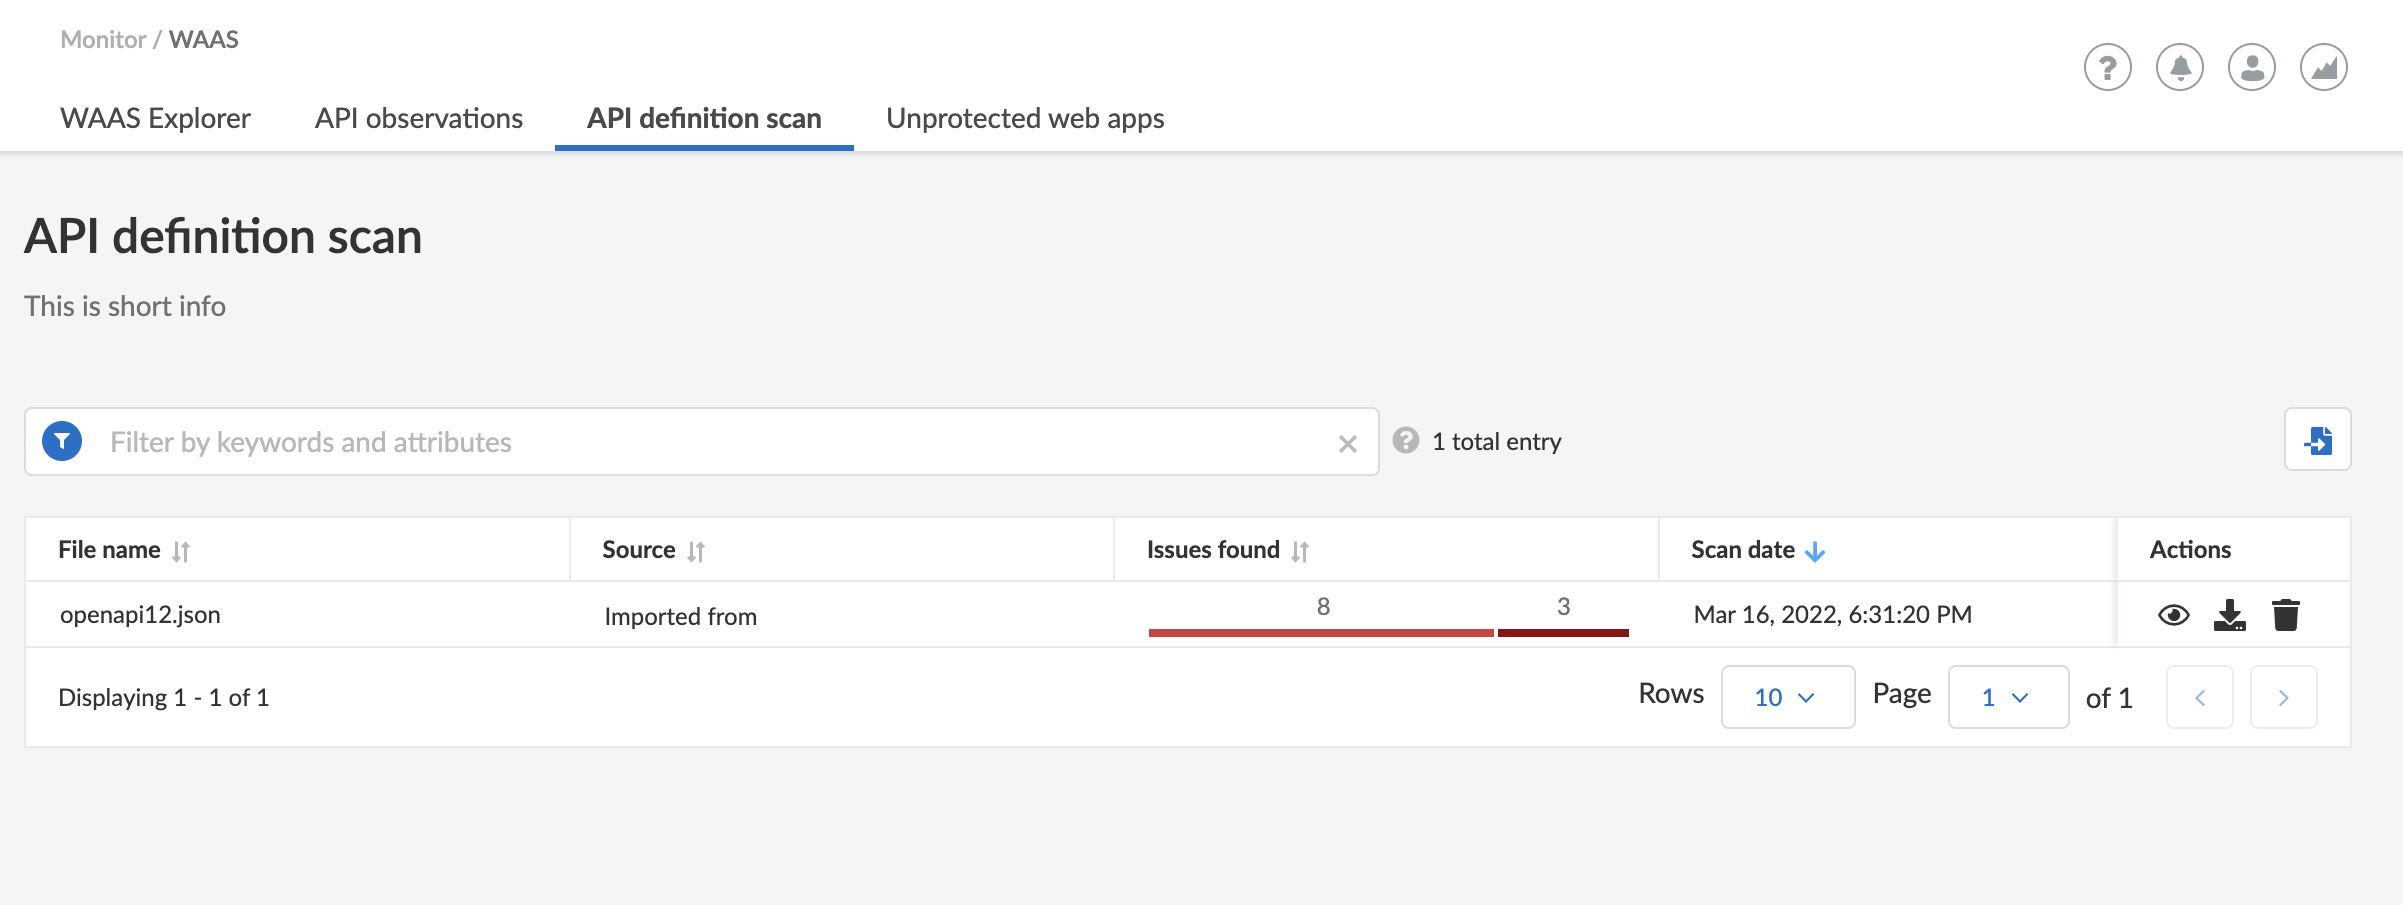 Monitor / WAAS
WAAS Explorer API observations API definition scan Unprotected web apps
API definition scan
This is short info
Filter by keywords and attributes
1 total entry
File name Source Issues found Scan date Actions
openapi12.json Imported from 8 3 Mar 16, 2022, 6:31:20 PM
Displaying 1 - 1 of 1 Rows 10 Page 1 of 1